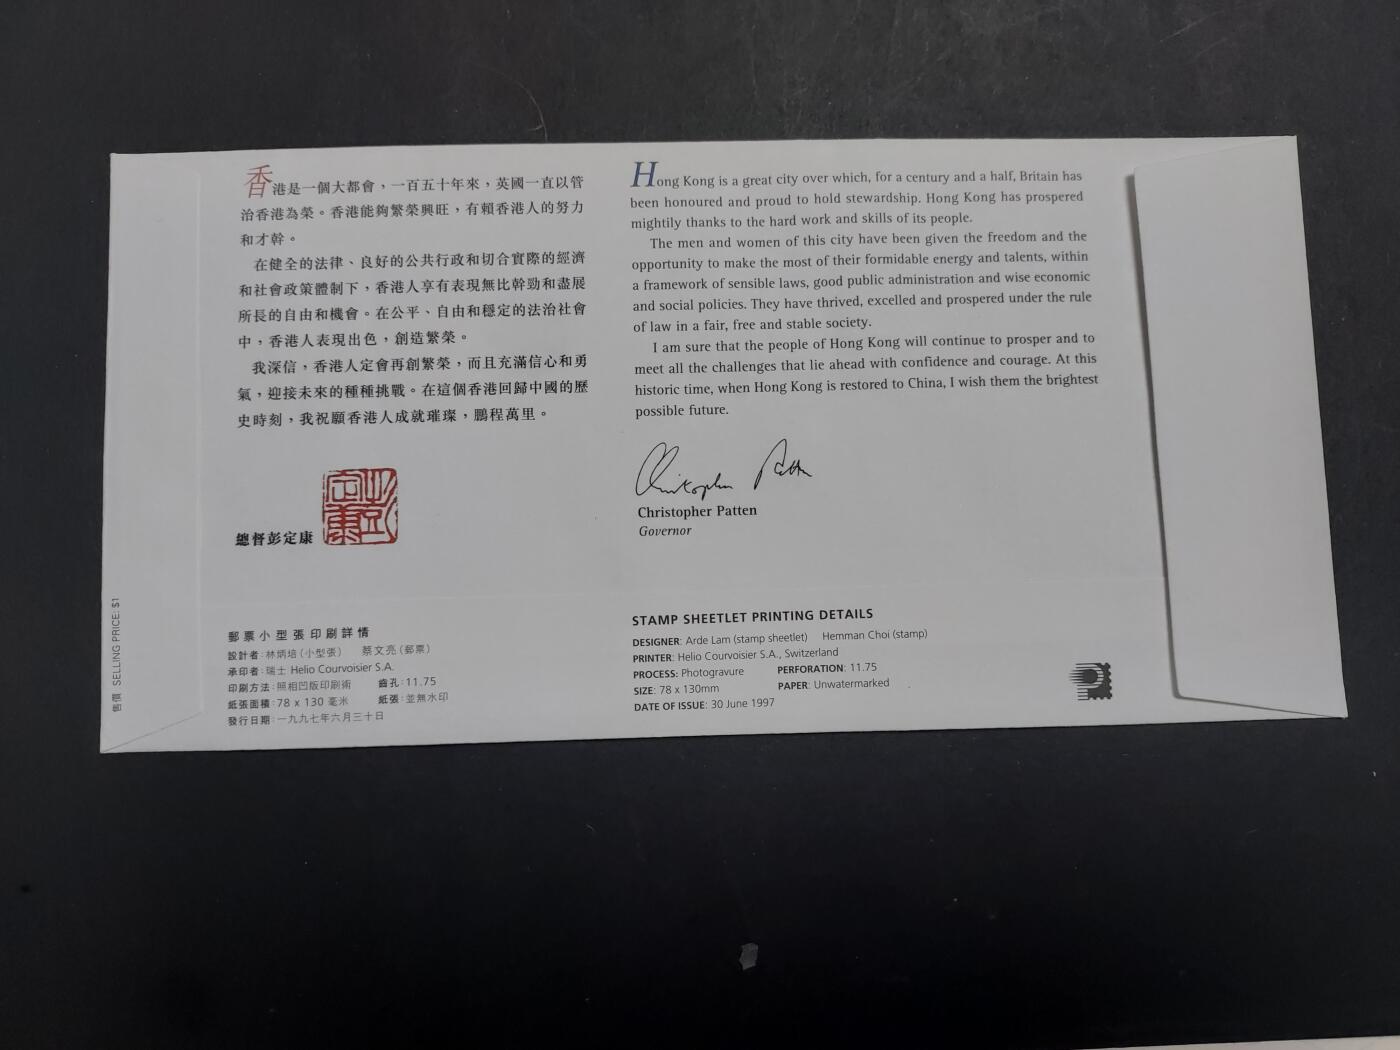 香港是一個大都會，一百五十年來，英國一直以管
治香港為榮。香港能夠繁榮興旺，有賴香港人的努力
和才幹。
在健全的法律、良好的公共行政和切合實際的經濟
和社會政策體制下，香港人享有表現無比幹勁和盡展
所長的自由和機會。在公平、自由和穩定的法治社會
中，香港人表現出色，創造繁榮。
我深信，香港人定會再創繁榮，而且充滿信心和勇
氣，迎接未來的種種挑戰。在這個香港回歸中國的歷
史時刻，我祝願香港人成就璀璨，鵬程萬里。
總督彭定康
彭定康
Hong Kong is a great city over which, for a century and a half, Britain has
been honoured and proud to hold stewardship. Hong Kong has prospered
mightily thanks to the hard work and skills of its people.
The men and women of this city have been given the freedom and the
opportunity to make the most of their formidable energy and talents, within
a framework of sensible laws, good public administration and wise economic
and social policies. They have thrived, excelled and prospered under the rule
of law in a fair, free and stable society.
I am sure that the people of Hong Kong will continue to prosper and to
meet all the challenges that lie ahead with confidence and courage. At this
historic time, when Hong Kong is restored to China, I wish them the brightest
possible future.
Christopher Patten
Christopher Patten
Governor
售價 SELLING PRICE: $1
郵票小型張印刷詳情
設計者：林炳培（小型張） 蔡文亮（郵票）
承印者：瑞士 Helio Courvoisier S.A.
印刷方法：照相凹版印刷術 齒孔：11.75
紙張面積：78 x 130 毫米 紙張：並無水印
發行日期：一九九七年六月三十日
STAMP SHEETLET PRINTING DETAILS
DESIGNER: Arde Lam (stamp sheetlet) Hemman Choi (stamp)
PRINTER: Helio Courvoisier S.A., Switzerland
PROCESS: Photogravure PERFORATION: 11.75
SIZE: 78 x 130mm PAPER: Unwatermarked
DATE OF ISSUE: 30 June 1997